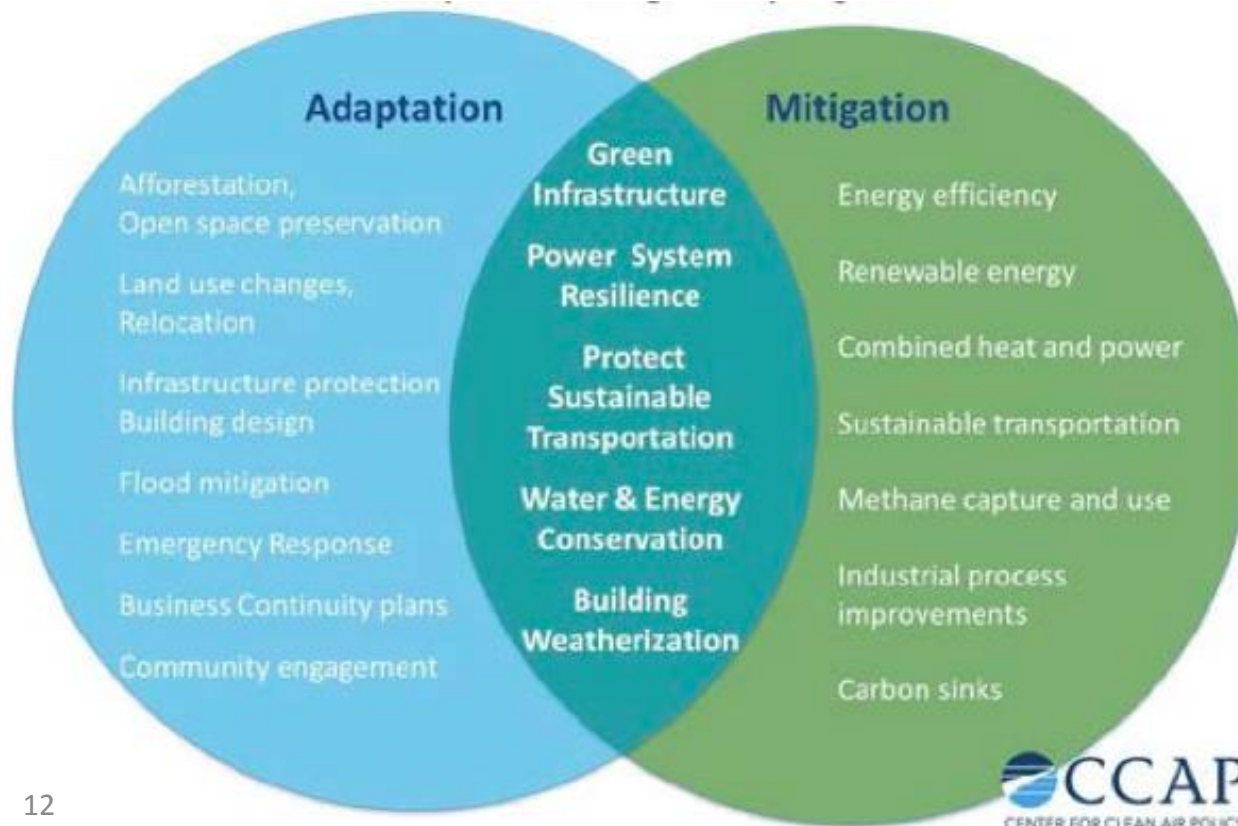 Adaptation
Afforestation,
Open space preservation
Land use changes,
Relocation
Infrastructure protection
Building design
Flood mitigation
Emergency Response
Business Continuity plans
Community engagement
Green
Infrastructure
Power System
Resilience
Protect
Sustainable
Transportation
Water & Energy
Conservation
Building
Weatherization
Mitigation
Energy efficiency
Renewable energy
Combined heat and power
Sustainable transportation
Methane capture and use
Industrial process
improvements
Carbon sinks
12
CCAP
CENTER FOR CLEAN AIR POLICY